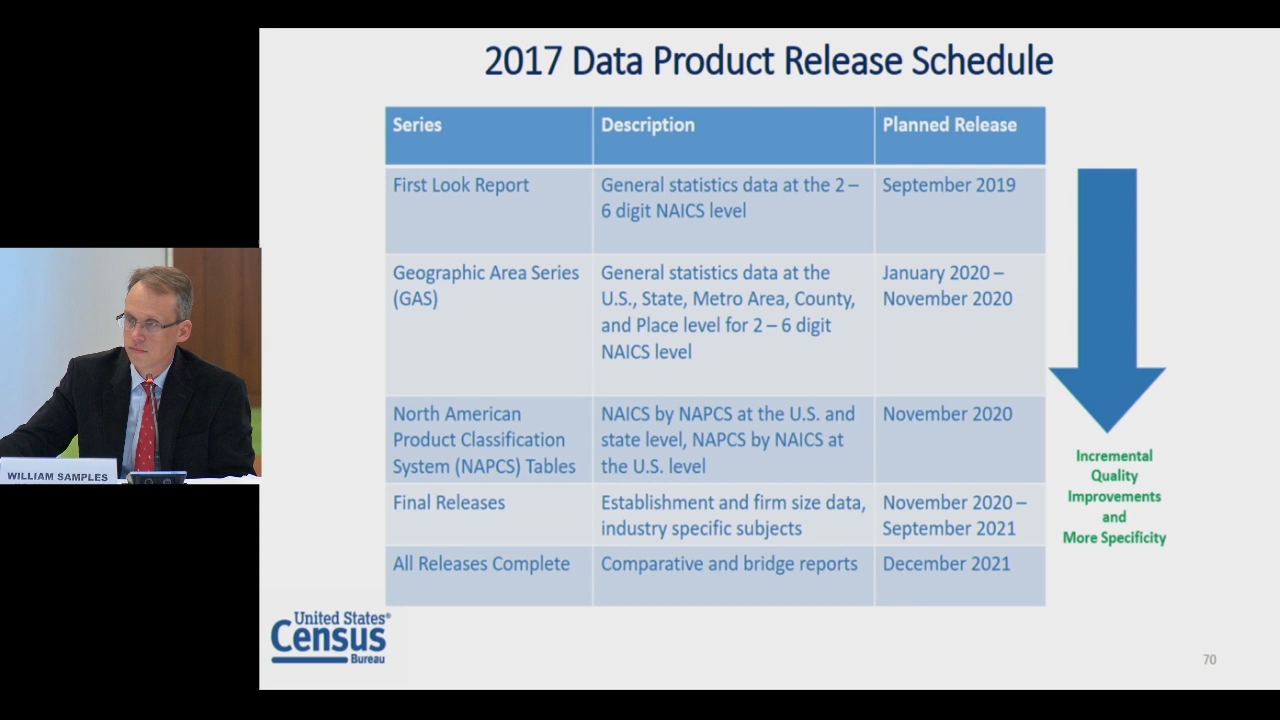 2017 Data Product Release Schedule
Series
Description
Planned Release
First Look Report
General statistics data at the 2 –
6 digit NAICS level
September 2019
Geographic Area Series
(GAS)
General statistics data at the
U.S., State, Metro Area, County,
and Place level for 2 – 6 digit
NAICS level
January 2020 –
November 2020
North American
Product Classification
System (NAPCS) Tables
NAICS by NAPCS at the U.S. and
state level, NAPCS by NAICS at
the U.S. level
November 2020
Final Releases
Establishment and firm size data,
industry specific subjects
November 2020 –
September 2021
All Releases Complete
Comparative and bridge reports
December 2021
Incremental
Quality
Improvements
and
More Specificity
WILLIAM SAMPLES
United States®
Census
Bureau
70